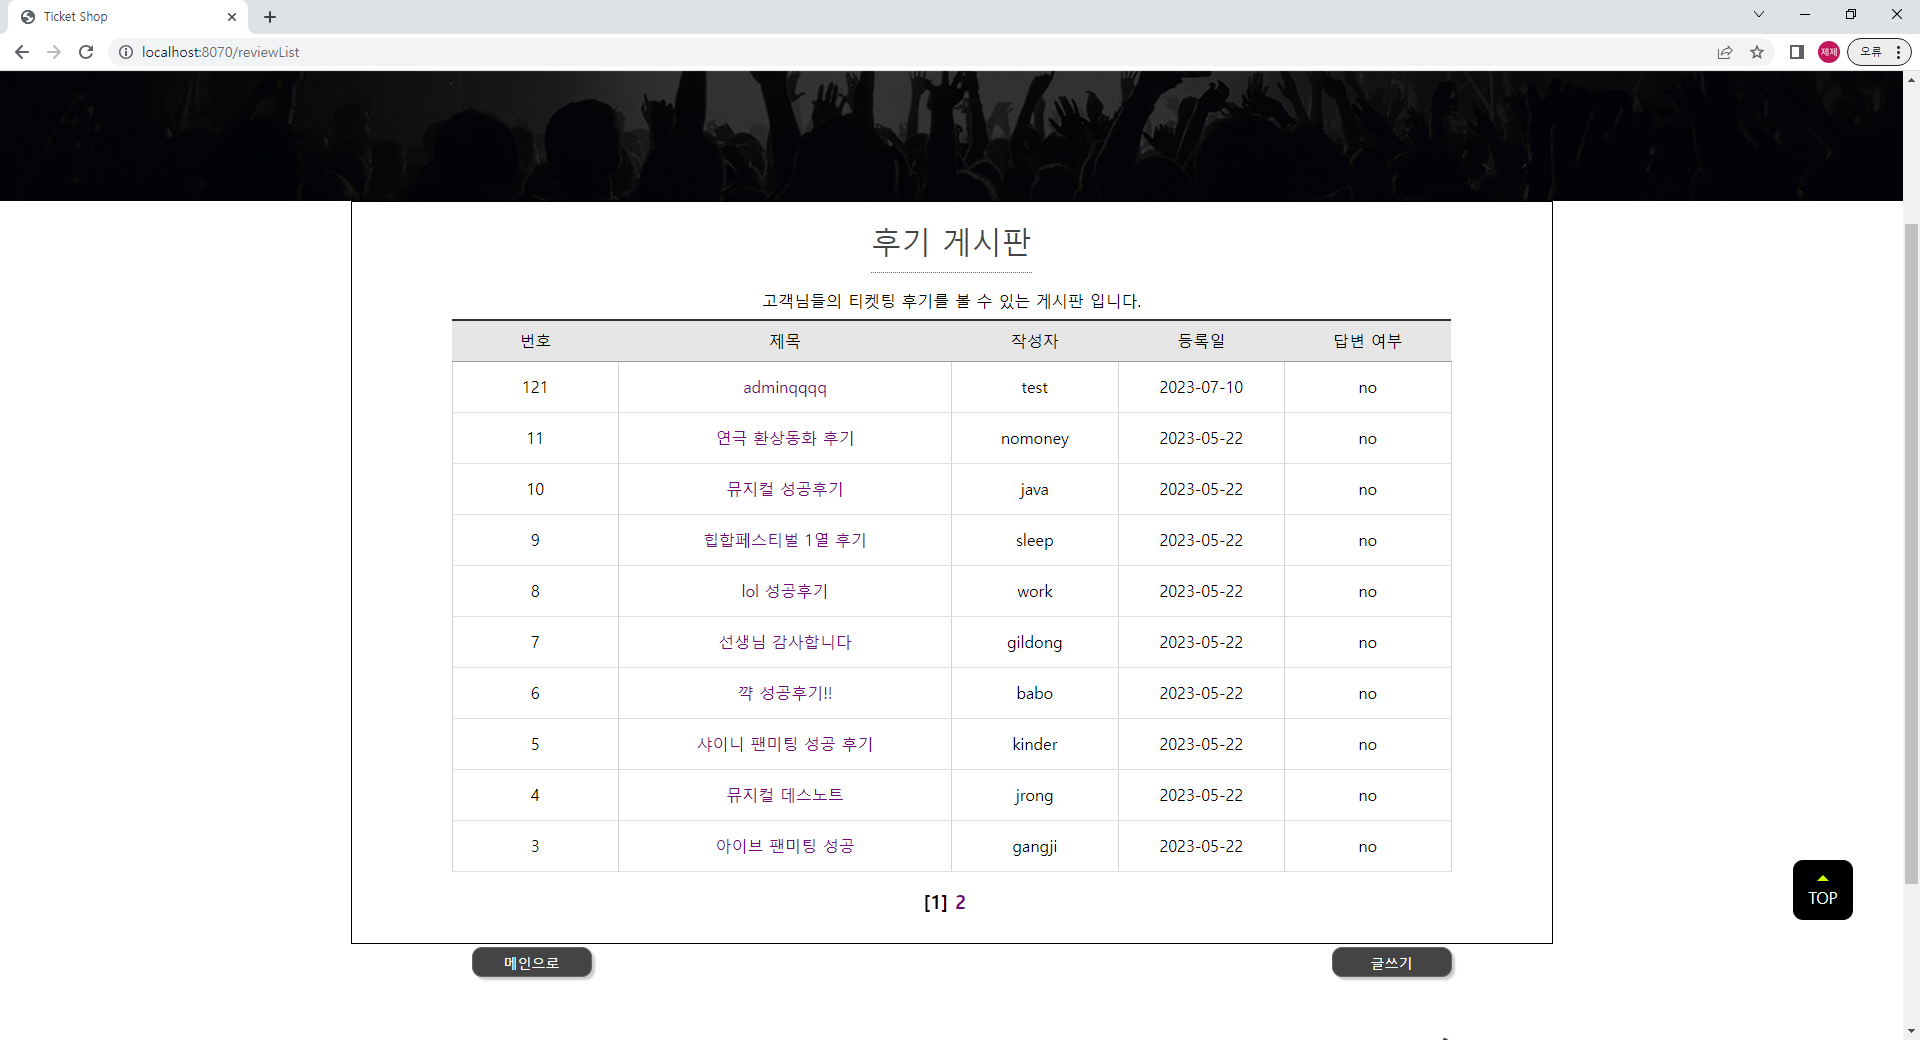 Ticket Shop
localhost:8070/reviewList
제제
오류
후기 게시판
고객님들의 티켓팅 후기를 볼 수 있는 게시판 입니다.
번호 제목 작성자 등록일 답변 여부
121 adminqqqq test 2023-07-10 no
11 연극 환상동화 후기 nomoney 2023-05-22 no
10 뮤지컬 성공후기 java 2023-05-22 no
9 힙합페스티벌 1열 후기 sleep 2023-05-22 no
8 lol 성공후기 work 2023-05-22 no
7 선생님 감사합니다 gildong 2023-05-22 no
6 꺅 성공후기!! babo 2023-05-22 no
5 샤이니 팬미팅 성공 후기 kinder 2023-05-22 no
4 뮤지컬 데스노트 jrong 2023-05-22 no
3 아이브 팬미팅 성공 gangji 2023-05-22 no
[1] 2
TOP
메인으로 글쓰기